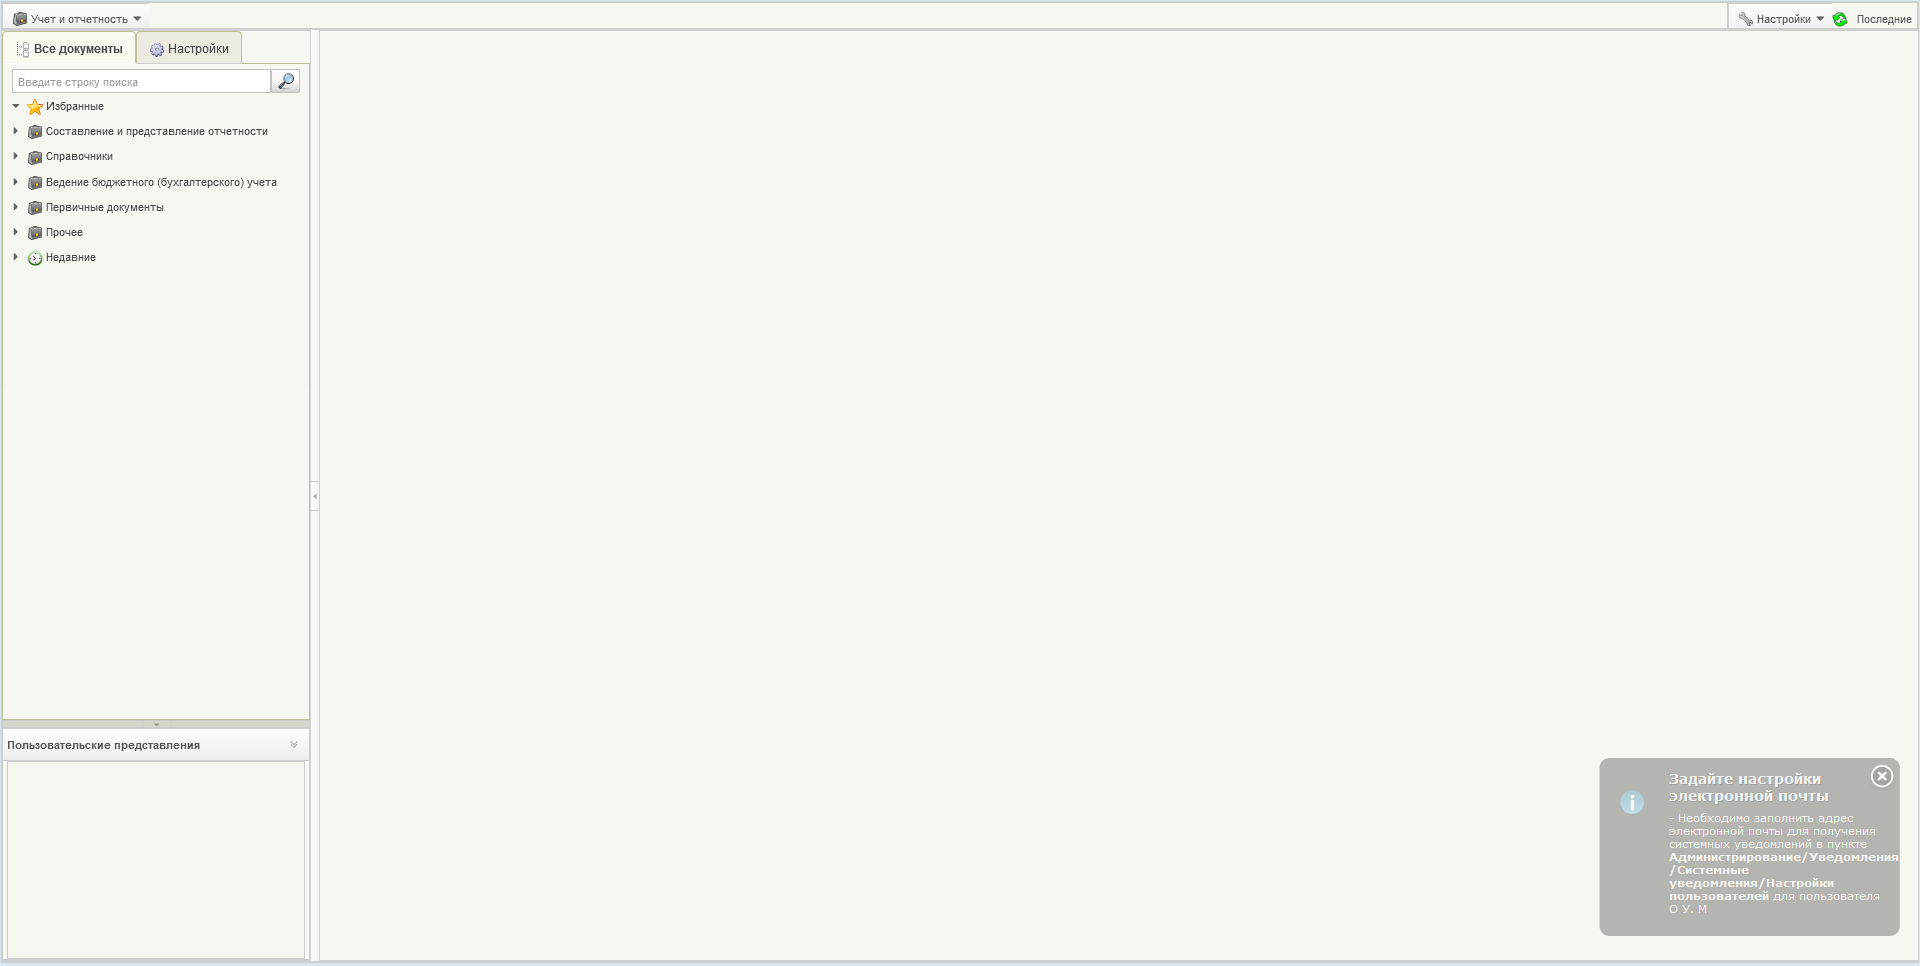 Учет и отчетность
Настройки
Последние
Все документы
Настройки
Введите строку поиска
Избранные
Составление и представление отчетности
Справочники
Ведение бюджетного (бухгалтерского) учета
Первичные документы
Прочее
Недавние
Пользовательские представления
Задайте настройки
электронной почты
- Необходимо заполнить адрес
электронной почты для получения
системных уведомлений в пункте
Администрирование/Уведомления
/Системные
уведомления/Настройки
пользователей для пользователя
О У. М